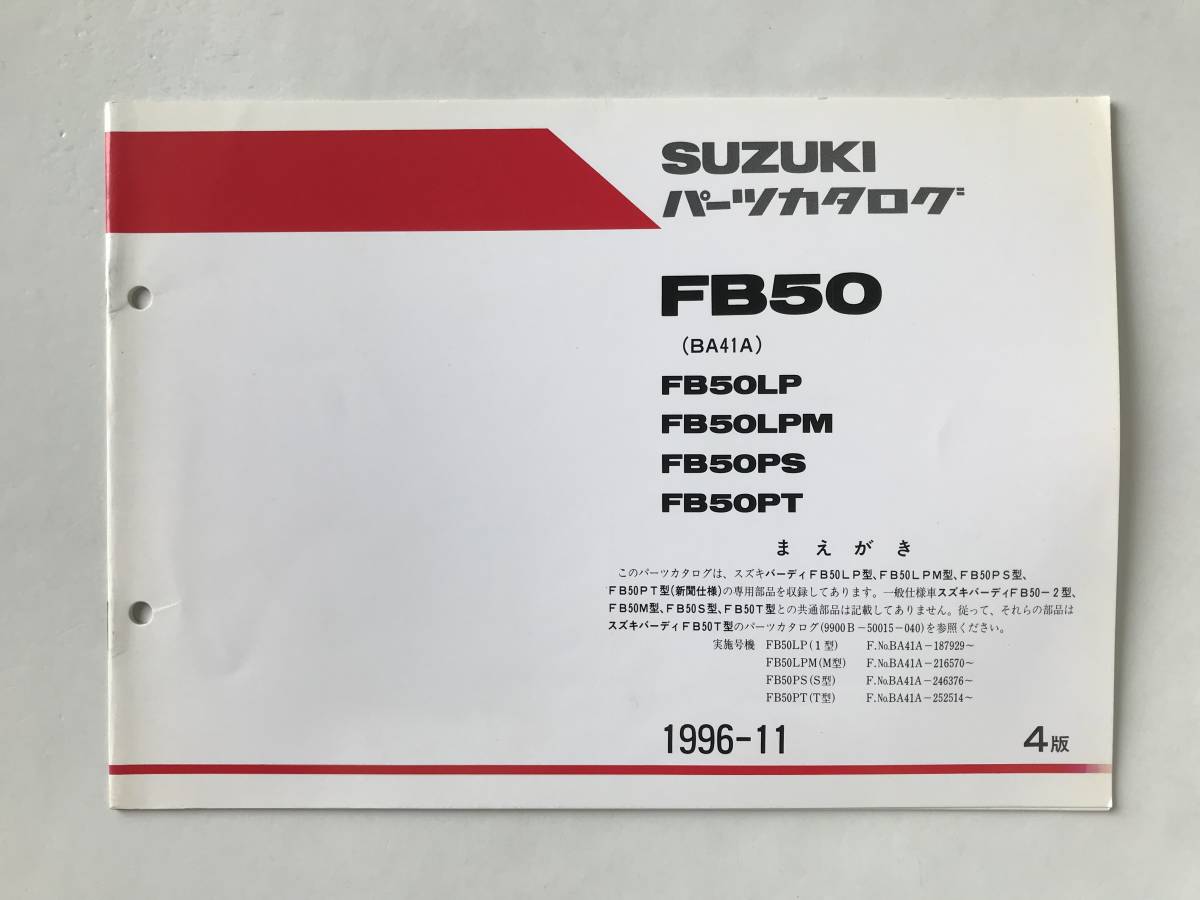 SUZUKI
パーツカタログ
FB50
(BA41A)
FB50LP
FB50LPM
FB50PS
FB50PT
まえがき
このパーツカタログは、スズキバーディFB50LP型、FB50LPM型、FB50PS型、
FB50PT型(新聞仕様)の専用部品を収録してあります。一般仕様車スズキバーディFB50-2型、
FB50M型、FB50S型、FB50T型との共通部品は記載してありません。従って、それらの部品は
スズキバーディFB50T型のパーツカタログ(9900B-50015-040)を参照ください。
実施号機 FB50LP(1型) F.No.BA41A-187929~
FB50LPM(M型) F.No.BA41A-216570~
FB50PS(S型) F.No.BA41A-246376~
FB50PT(T型) F.No.BA41A-252514~
1996-11 4版